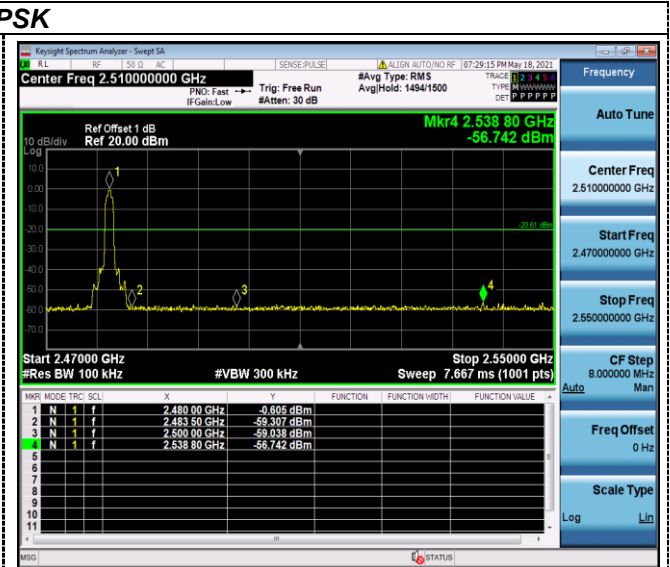 PSK
Keysight Spectrum Analyzer - Swept SA
RL RF 50 Ω AC SENSE:PULSE ALIGN AUTO/NO RF 07:29:15 PM May 18, 2021
Center Freq 2.510000000 GHz
PNO: Fast
IFGain:Low
Trig: Free Run
#Atten: 30 dB
#Avg Type: RMS
Avg|Hold: 1494/1500
TRACE 1 2 3 4 5 6
TYPE M W W W W W
DET P P P P P P
Frequency
Mkr4 2.538 80 GHz
-56.742 dBm
Ref Offset 1 dB
10 dB/div Ref 20.00 dBm
Log
10.0
0.00
-10.0
-20.0
-30.0
-40.0
-50.0
-60.0
-70.0
1
2
3
4
-20.61 dBm
Start 2.47000 GHz Stop 2.55000 GHz
#Res BW 100 kHz #VBW 300 kHz Sweep 7.667 ms (1001 pts)
MKR MODE TRC SCL X Y FUNCTION FUNCTION WIDTH FUNCTION VALUE
1 N 1 f 2.480 00 GHz -0.605 dBm
2 N 1 f 2.483 50 GHz -59.307 dBm
3 N 1 f 2.500 00 GHz -59.038 dBm
4 N 1 f 2.538 80 GHz -56.742 dBm
5
6
7
8
9
10
11
MSG STATUS
Auto Tune
Center Freq
2.510000000 GHz
Start Freq
2.470000000 GHz
Stop Freq
2.550000000 GHz
CF Step
8.000000 MHz
Auto Man
Freq Offset
0 Hz
Scale Type
Log Lin